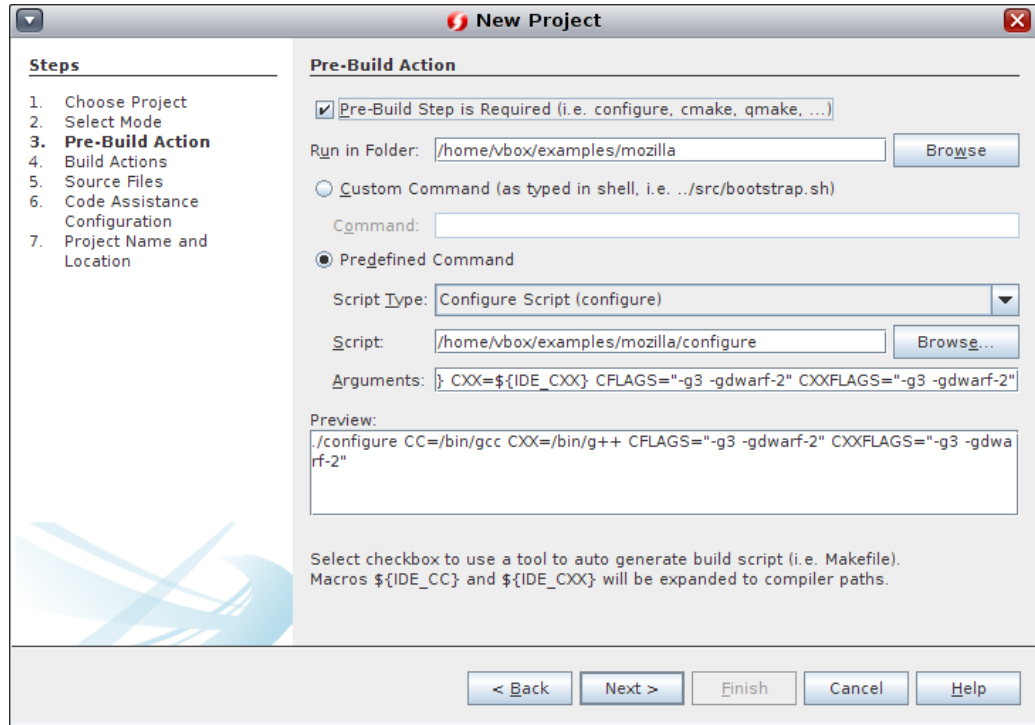 New Project
Steps
1. Choose Project
2. Select Mode
3. Pre-Build Action
4. Build Actions
5. Source Files
6. Code Assistance
Configuration
7. Project Name and
Location
Pre-Build Action
Pre-Build Step is Required (i.e. configure, cmake, qmake, ...)
Run in Folder: /home/vbox/examples/mozilla Browse
Custom Command (as typed in shell, i.e. ../src/bootstrap.sh)
Command:
Predefined Command
Script Type: Configure Script (configure)
Script: /home/vbox/examples/mozilla/configure Browse...
Arguments: } CXX=${IDE_CXX} CFLAGS="-g3 -gdwarf-2" CXXFLAGS="-g3 -gdwarf-2"
Preview:
./configure CC=/bin/gcc CXX=/bin/g++ CFLAGS="-g3 -gdwarf-2" CXXFLAGS="-g3 -gdwa
rf-2"
Select checkbox to use a tool to auto generate build script (i.e. Makefile).
Macros ${IDE_CC} and ${IDE_CXX} will be expanded to compiler paths.
< Back Next > Finish Cancel Help